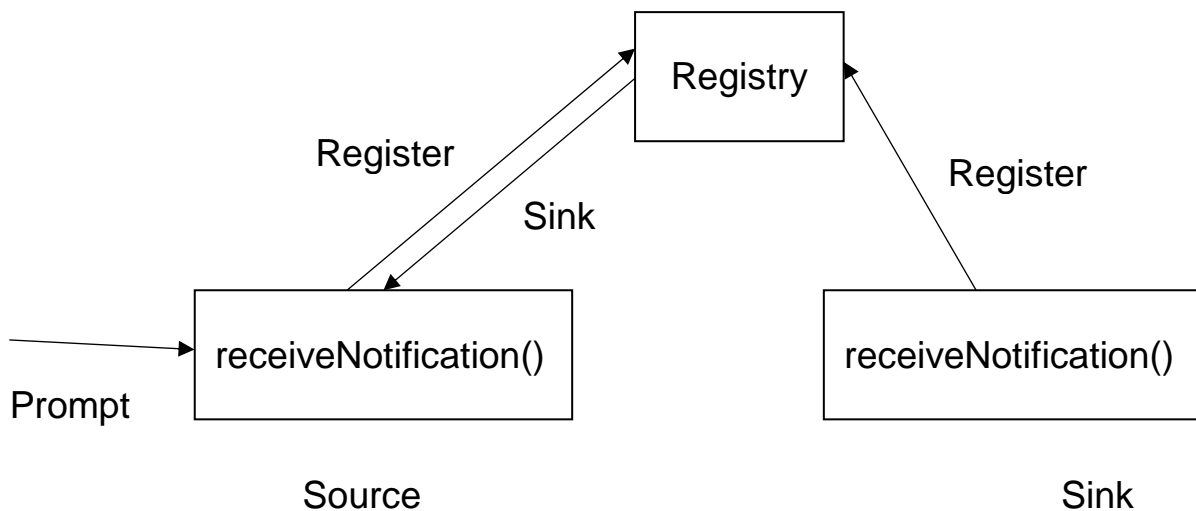 Registry
Register
Register
Sink
receiveNotification()
receiveNotification()
Prompt
Source
Sink